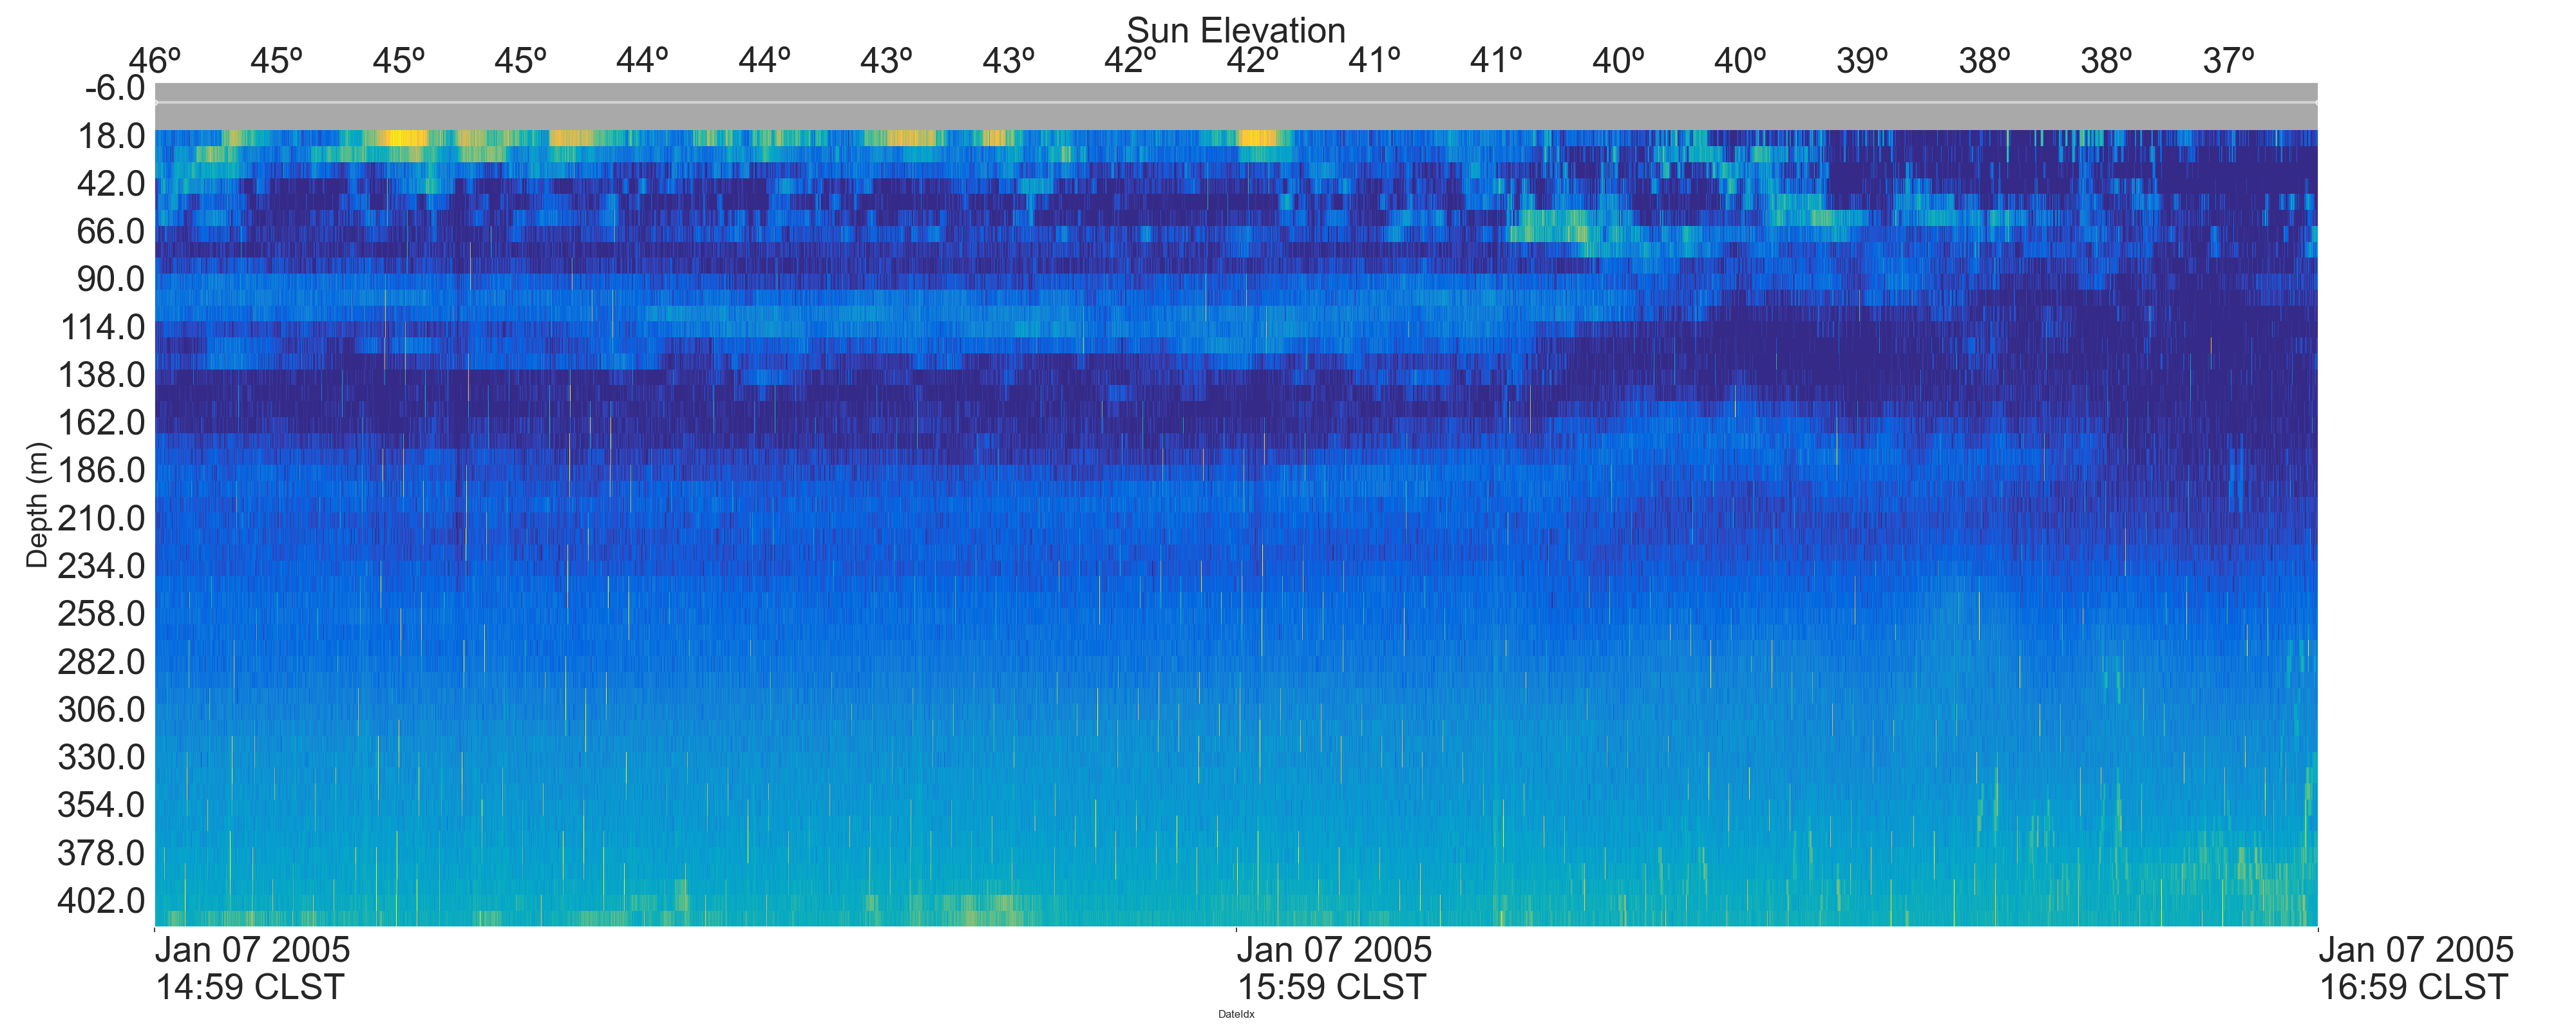 Sun Elevation
46º 45º 45º 45º 44º 44º 43º 43º 42º 42º 41º 41º 40º 40º 39º 38º 38º 37º
-6.0
18.0
42.0
66.0
90.0
114.0
138.0
162.0
186.0
210.0
234.0
258.0
282.0
306.0
330.0
354.0
378.0
402.0
Depth (m)
Jan 07 2005
14:59 CLST
Jan 07 2005
15:59 CLST
Jan 07 2005
16:59 CLST
DateIdx